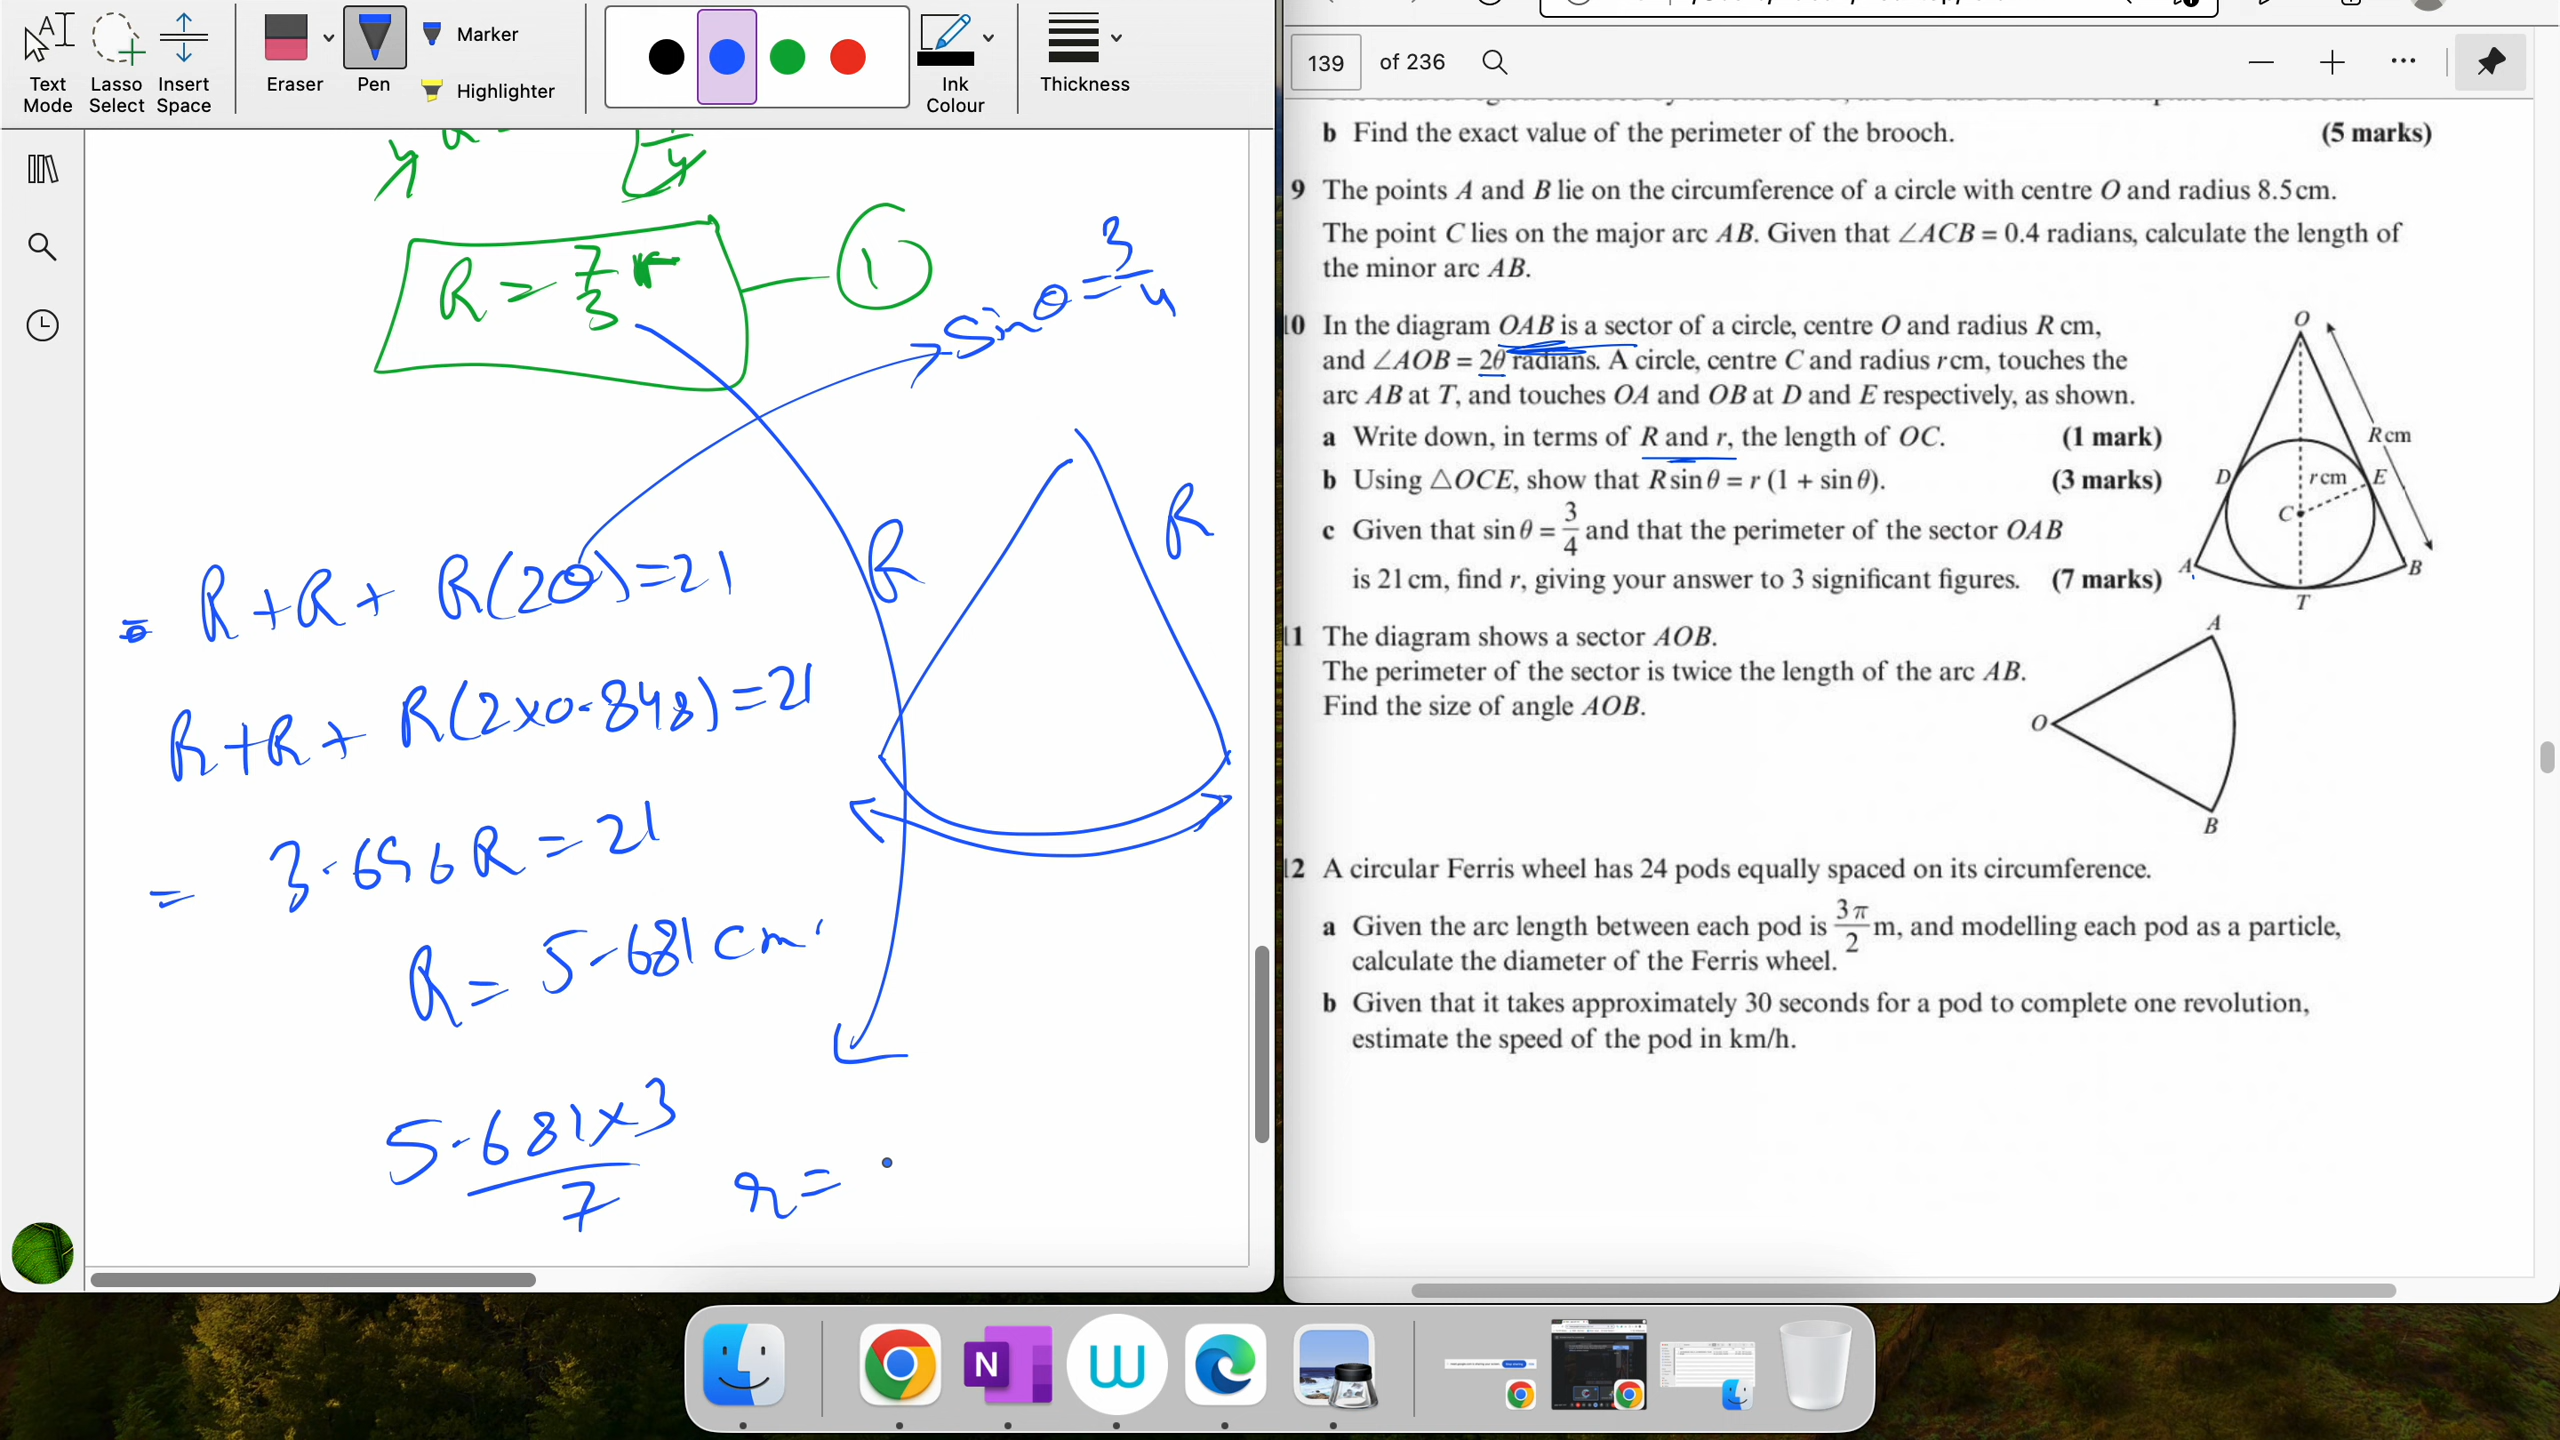 Text Mode
Lasso Select
Insert Space
Eraser
Pen
Marker
Highlighter
Ink Colour
Thickness
R = 7/3 r
1
sin θ = 3/4
= R + R + R(2θ) = 21
R + R + R(2×0.848) = 21
= 3.696 R = 21
R = 5.681 cm.
5.681×3
7
r =
R
R
139 of 236
b Find the exact value of the perimeter of the brooch. (5 marks)
9 The points A and B lie on the circumference of a circle with centre O and radius 8.5 cm.
The point C lies on the major arc AB. Given that ∠ACB = 0.4 radians, calculate the length of
the minor arc AB.
10 In the diagram OAB is a sector of a circle, centre O and radius R cm,
and ∠AOB = 2θ radians. A circle, centre C and radius r cm, touches the
arc AB at T, and touches OA and OB at D and E respectively, as shown.
a Write down, in terms of R and r, the length of OC. (1 mark)
b Using △OCE, show that R sin θ = r (1 + sin θ). (3 marks)
c Given that sin θ = 3/4 and that the perimeter of the sector OAB
is 21 cm, find r, giving your answer to 3 significant figures. (7 marks)
O
R cm
D
r cm
E
C
A
B
T
11 The diagram shows a sector AOB.
The perimeter of the sector is twice the length of the arc AB.
Find the size of angle AOB.
A
O
B
12 A circular Ferris wheel has 24 pods equally spaced on its circumference.
a Given the arc length between each pod is 3π/2 m, and modelling each pod as a particle,
calculate the diameter of the Ferris wheel.
b Given that it takes approximately 30 seconds for a pod to complete one revolution,
estimate the speed of the pod in km/h.
N
W